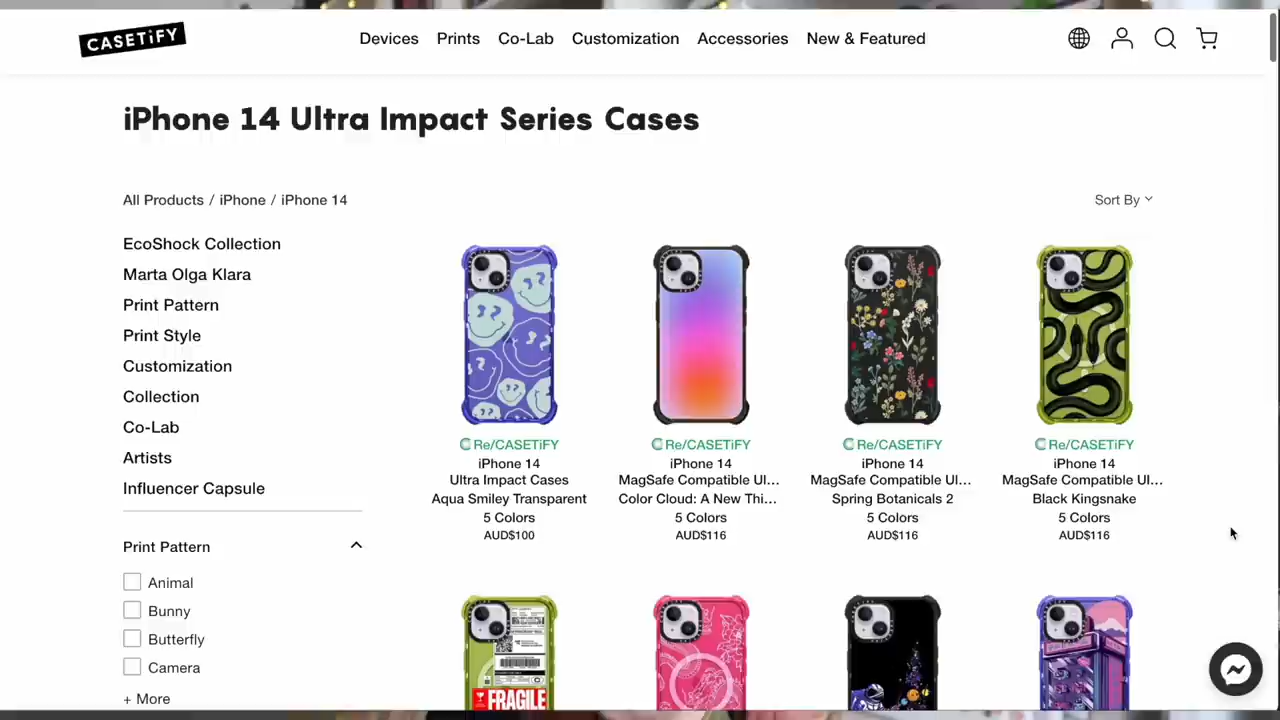 CASETiFY
Devices Prints Co-Lab Customization Accessories New & Featured
iPhone 14 Ultra Impact Series Cases
All Products / iPhone / iPhone 14
Sort By
EcoShock Collection
Marta Olga Klara
Print Pattern
Print Style
Customization
Collection
Co-Lab
Artists
Influencer Capsule
Print Pattern
Animal
Bunny
Butterfly
Camera
+ More
Re/CASETiFY
iPhone 14
Ultra Impact Cases
Aqua Smiley Transparent
5 Colors
AUD$100
Re/CASETiFY
iPhone 14
MagSafe Compatible Ul...
Color Cloud: A New Thi...
5 Colors
AUD$116
Re/CASETiFY
iPhone 14
MagSafe Compatible Ul...
Spring Botanicals 2
5 Colors
AUD$116
Re/CASETiFY
iPhone 14
MagSafe Compatible Ul...
Black Kingsnake
5 Colors
AUD$116
FRAGILE